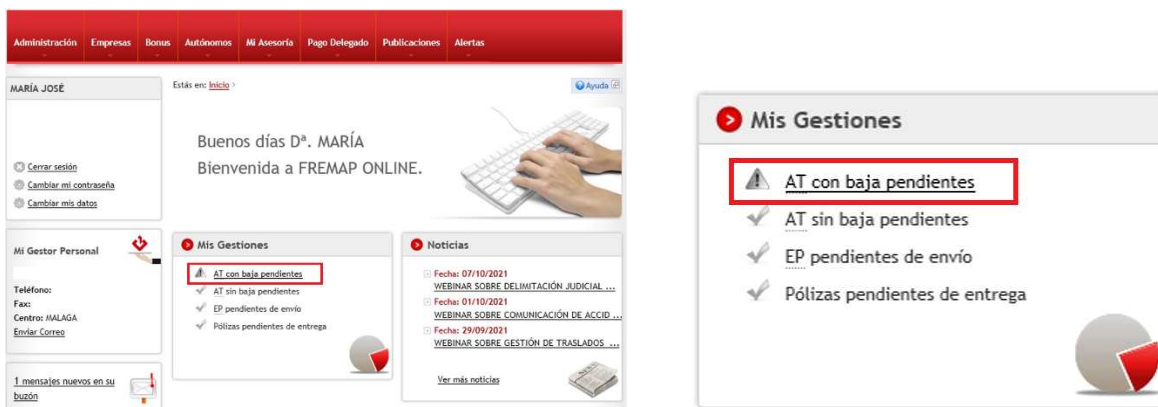 Administración Empresas Bonus Autónomos Mi Asesoría Pago Delegado Publicaciones Alertas
MARÍA JOSÉ
Cerrar sesión
Cambiar mi contraseña
Cambiar mis datos
Estás en: Inicio >
Ayuda
Buenos días Dª. MARÍA
Bienvenida a FREMAP ONLINE.
Mi Gestor Personal
Teléfono:
Fax:
Centro: MALAGA
Enviar Correo
1 mensajes nuevos en su
buzón
Mis Gestiones
AT con baja pendientes
AT sin baja pendientes
EP pendientes de envío
Pólizas pendientes de entrega
Noticias
Fecha: 07/10/2021
WEBINAR SOBRE DELIMITACIÓN JUDICIAL ...
Fecha: 01/10/2021
WEBINAR SOBRE COMUNICACIÓN DE ACCID ...
Fecha: 29/09/2021
WEBINAR SOBRE GESTIÓN DE TRASLADOS ...
Ver más noticias
Mis Gestiones
AT con baja pendientes
AT sin baja pendientes
EP pendientes de envío
Pólizas pendientes de entrega